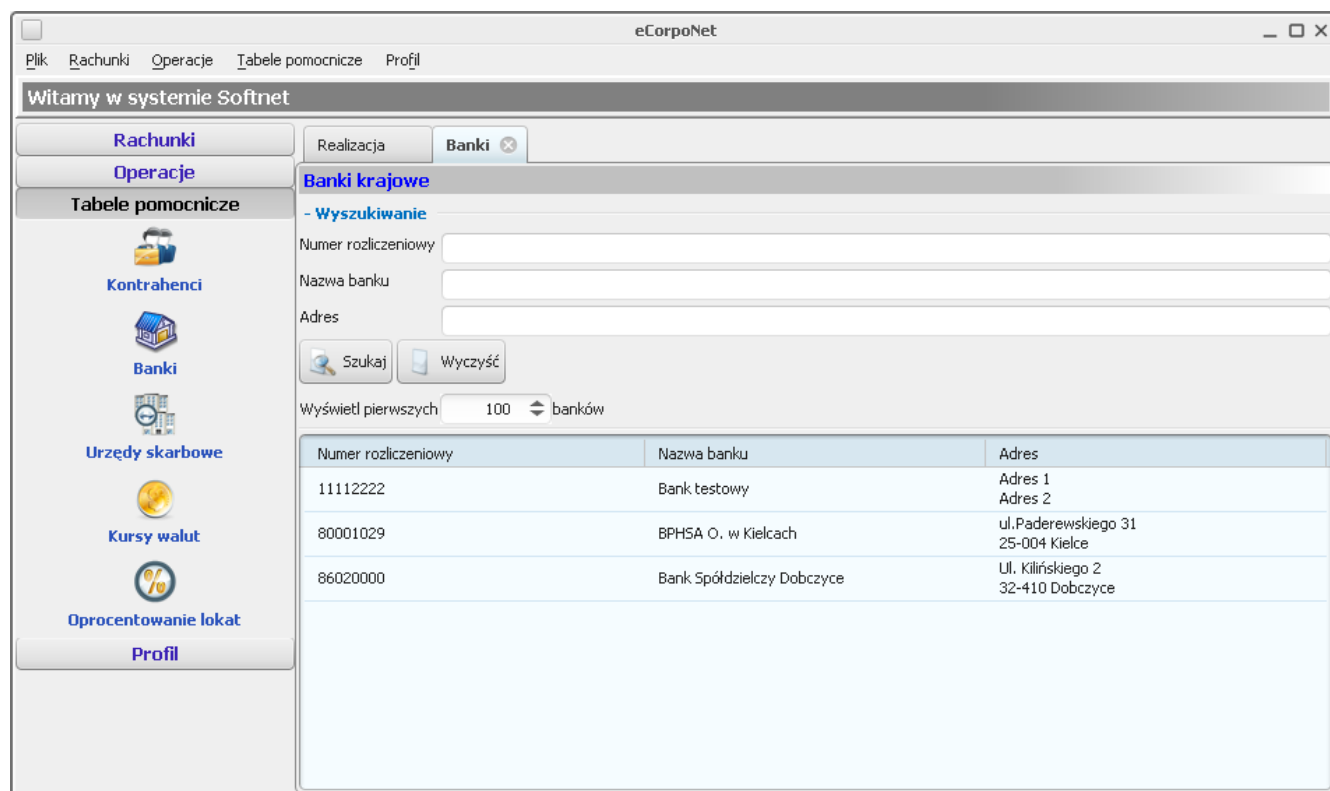 eCorpoNet
Plik Rachunki Operacje Tabele pomocnicze Profil
Witamy w systemie Softnet
Rachunki
Operacje
Tabele pomocnicze
Kontrahenci
Banki
Urzędy skarbowe
Kursy walut
Oprocentowanie lokat
Profil
Realizacja Banki
Banki krajowe
- Wyszukiwanie
Numer rozliczeniowy
Nazwa banku
Adres
Szukaj Wyczyść
Wyświetl pierwszych 100 banków
Numer rozliczeniowy Nazwa banku Adres
11112222 Bank testowy Adres 1
Adres 2
80001029 BPHSA O. w Kielcach ul.Paderewskiego 31
25-004 Kielce
86020000 Bank Spółdzielczy Dobczyce Ul. Kilińskiego 2
32-410 Dobczyce